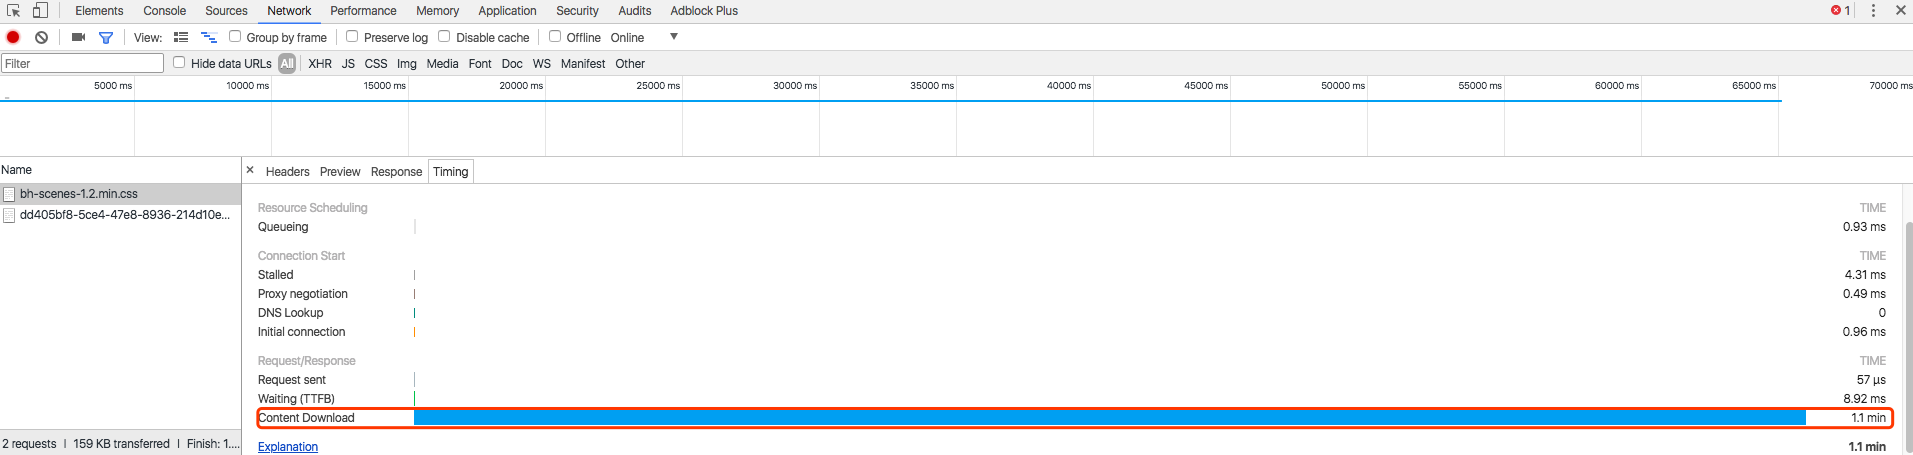 Elements Console Sources Network Performance Memory Application Security Audits Adblock Plus 1
View: Group by frame Preserve log Disable cache Offline Online
Filter Hide data URLs All XHR JS CSS Img Media Font Doc WS Manifest Other
5000 ms 10000 ms 15000 ms 20000 ms 25000 ms 30000 ms 35000 ms 40000 ms 45000 ms 50000 ms 55000 ms 60000 ms 65000 ms 70000 ms
Name
bh-scenes-1.2.min.css
dd405bf8-5ce4-47e8-8936-214d10e...
2 requests | 159 KB transferred | Finish: 1....
× Headers Preview Response Timing
Resource Scheduling TIME
Queueing 0.93 ms
Connection Start TIME
Stalled 4.31 ms
Proxy negotiation 0.49 ms
DNS Lookup 0
Initial connection 0.96 ms
Request/Response TIME
Request sent 57 µs
Waiting (TTFB) 8.92 ms
Content Download 1.1 min
Explanation 1.1 min